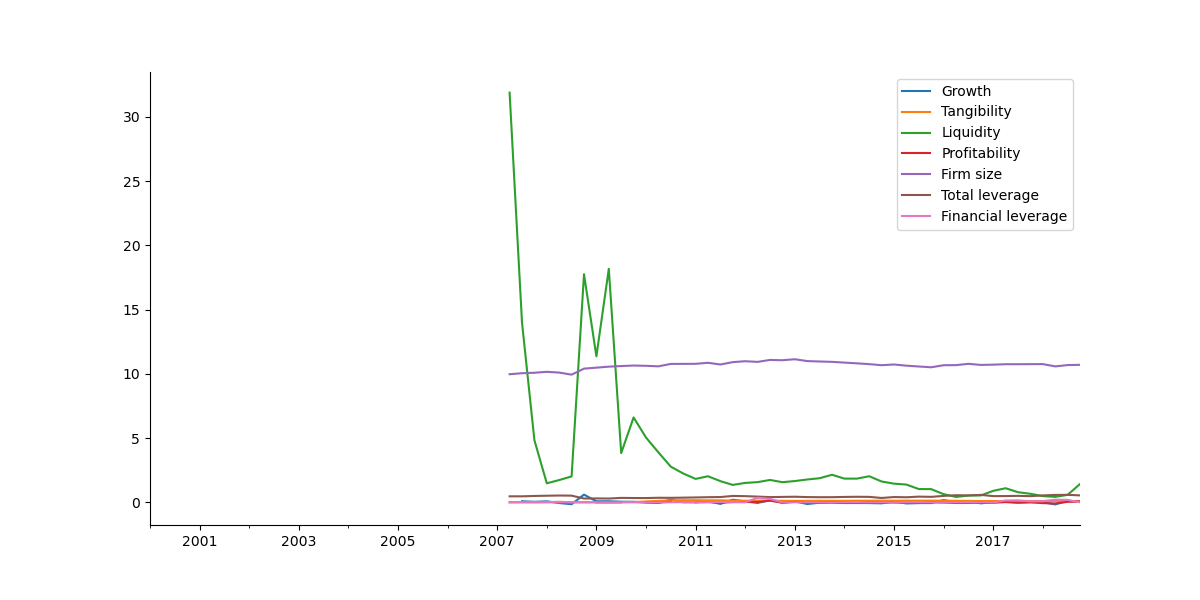 30
25
20
15
10
5
0
2001 2003 2005 2007 2009 2011 2013 2015 2017
Growth
Tangibility
Liquidity
Profitability
Firm size
Total leverage
Financial leverage